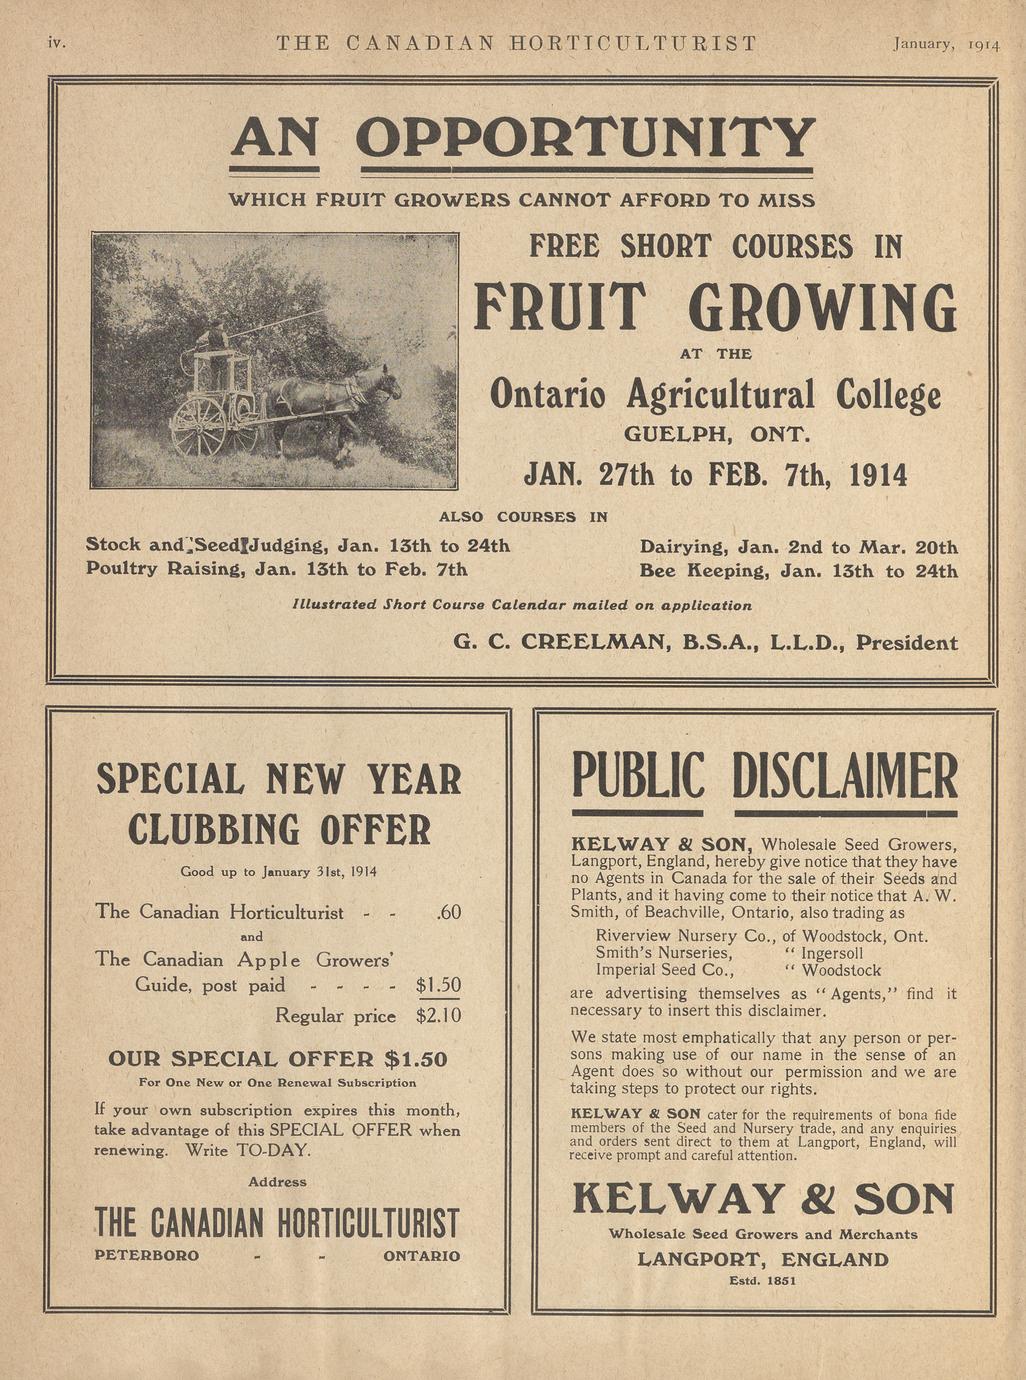 iv.
THE CANADIAN HORTICULTURIST
January, 1914
AN OPPORTUNITY
WHICH FRUIT GROWERS CANNOT AFFORD TO MISS
FREE SHORT COURSES IN
FRUIT GROWING
AT THE
Ontario Agricultural College
GUELPH, ONT.
JAN. 27th to FEB. 7th, 1914
ALSO COURSES IN
Stock and Seed Judging, Jan. 13th to 24th
Poultry Raising, Jan. 13th to Feb. 7th
Dairying, Jan. 2nd to Mar. 20th
Bee Keeping, Jan. 13th to 24th
Illustrated Short Course Calendar mailed on application
G. C. CREELMAN, B.S.A., L.L.D., President
SPECIAL NEW YEAR
CLUBBING OFFER
Good up to January 31st, 1914
The Canadian Horticulturist - - .60
and
The Canadian Apple Growers'
Guide, post paid - - - - $1.50
Regular price $2.10
OUR SPECIAL OFFER $1.50
For One New or One Renewal Subscription
If your own subscription expires this month,
take advantage of this SPECIAL OFFER when
renewing. Write TO-DAY.
Address
THE CANADIAN HORTICULTURIST
PETERBORO - - ONTARIO
PUBLIC DISCLAIMER
KELWAY & SON, Wholesale Seed Growers,
Langport, England, hereby give notice that they have
no Agents in Canada for the sale of their Seeds and
Plants, and it having come to their notice that A. W.
Smith, of Beachville, Ontario, also trading as
Riverview Nursery Co., of Woodstock, Ont.
Smith's Nurseries, “ Ingersoll
Imperial Seed Co., “ Woodstock
are advertising themselves as “Agents,” find it
necessary to insert this disclaimer.
We state most emphatically that any person or per-
sons making use of our name in the sense of an
Agent does so without our permission and we are
taking steps to protect our rights.
KELWAY & SON cater for the requirements of bona fide
members of the Seed and Nursery trade, and any enquiries
and orders sent direct to them at Langport, England, will
receive prompt and careful attention.
KELWAY & SON
Wholesale Seed Growers and Merchants
LANGPORT, ENGLAND
Estd. 1851